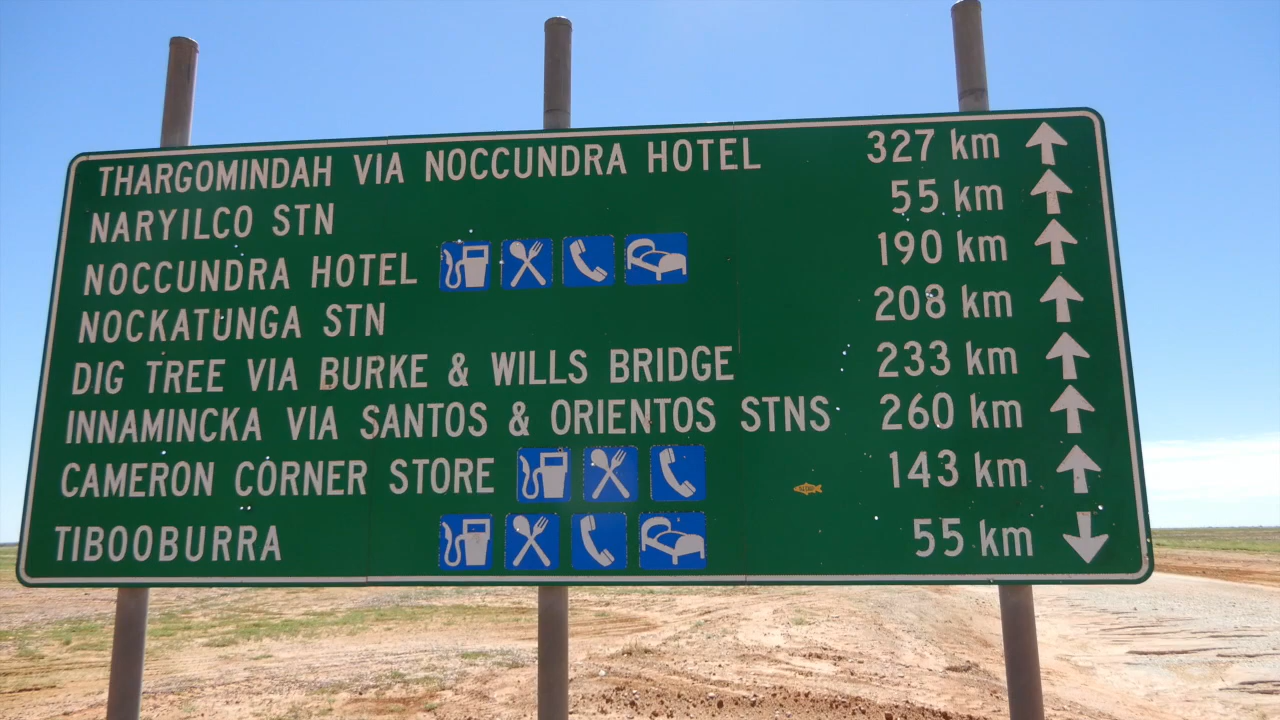 THARGOMINDAH VIA NOCCUNDRA HOTEL 327 km
NARYILCO STN 55 km
NOCCUNDRA HOTEL 190 km
NOCKATUNGA STN 208 km
DIG TREE VIA BURKE & WILLS BRIDGE 233 km
INNAMINCKA VIA SANTOS & ORIENTOS STNS 260 km
CAMERON CORNER STORE 143 km
TIBOOBURRA 55 km